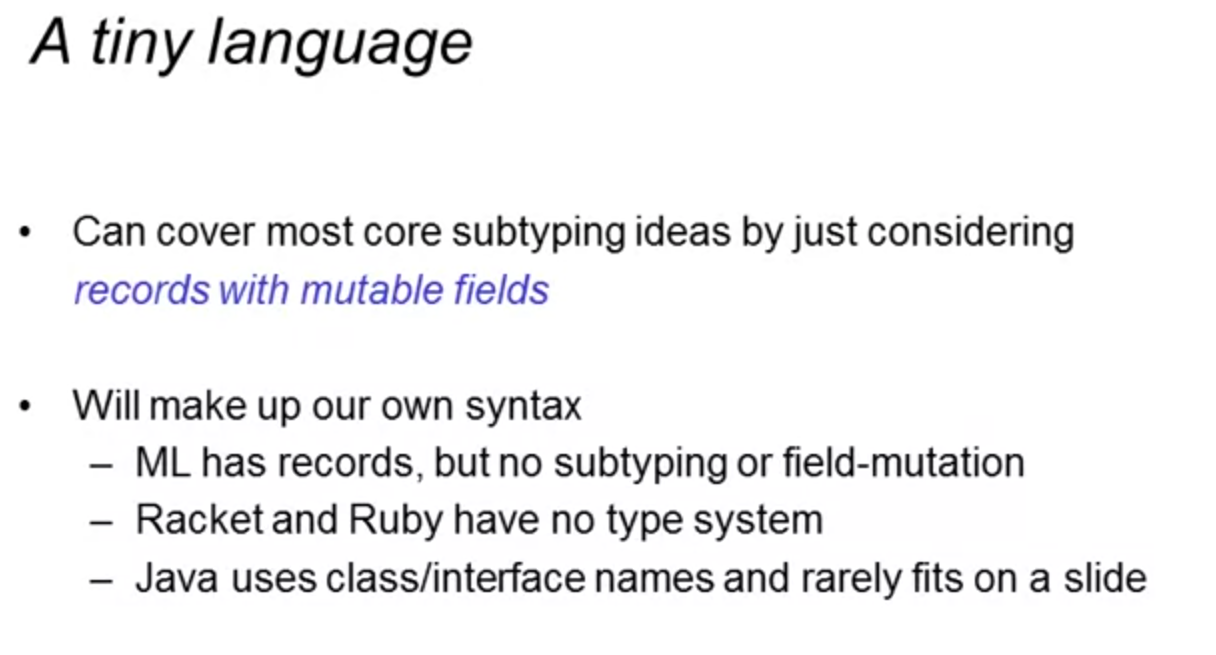 A tiny language
• Can cover most core subtyping ideas by just considering
records with mutable fields
• Will make up our own syntax
– ML has records, but no subtyping or field-mutation
– Racket and Ruby have no type system
– Java uses class/interface names and rarely fits on a slide